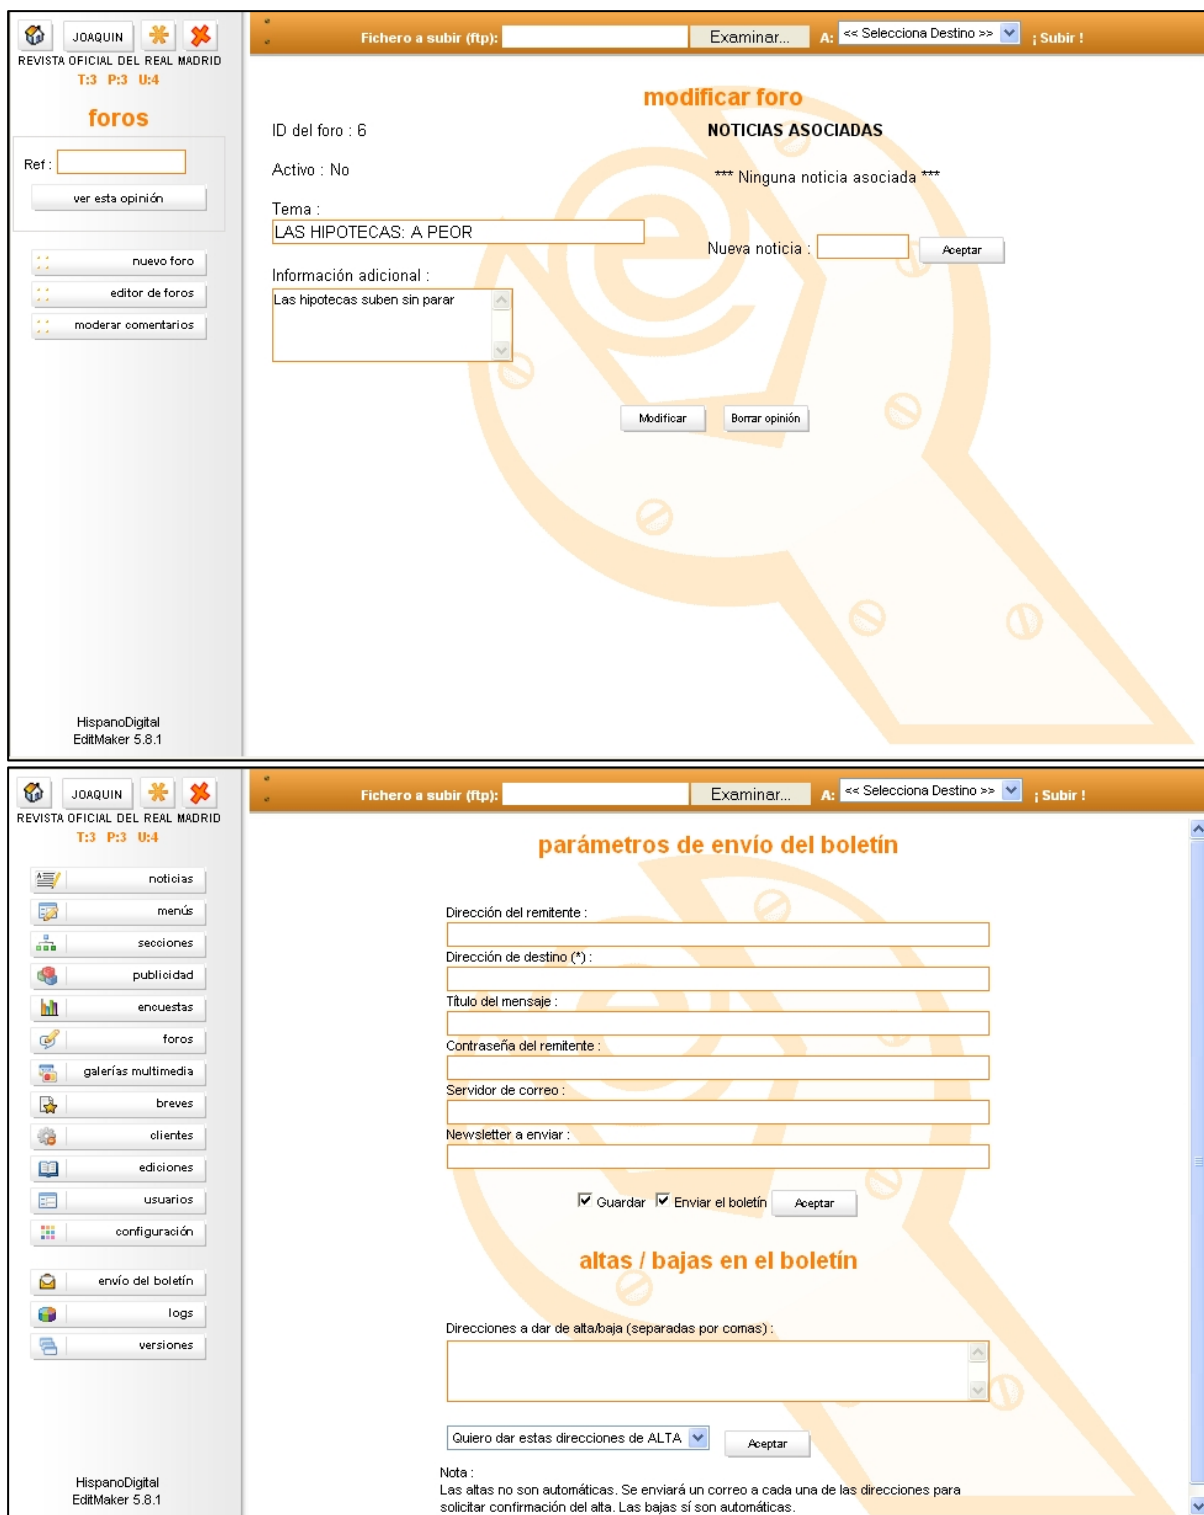 JOAQUIN
REVISTA OFICIAL DEL REAL MADRID
T:3 P:3 U:4
foros
Ref :
ver esta opinión
nuevo foro
editor de foros
moderar comentarios
HispanoDigital
EditMaker 5.8.1
Fichero a subir (ftp): Examinar... A: << Selecciona Destino >> ¡ Subir !
modificar foro
ID del foro : 6
Activo : No
Tema :
LAS HIPOTECAS: A PEOR
Información adicional :
Las hipotecas suben sin parar
NOTICIAS ASOCIADAS
*** Ninguna noticia asociada ***
Nueva noticia : Aceptar
Modificar Borrar opinión
JOAQUIN
REVISTA OFICIAL DEL REAL MADRID
T:3 P:3 U:4
noticias
menús
secciones
publicidad
encuestas
foros
galerías multimedia
breves
clientes
ediciones
usuarios
configuración
envío del boletín
logs
versiones
HispanoDigital
EditMaker 5.8.1
Fichero a subir (ftp): Examinar... A: << Selecciona Destino >> ¡ Subir !
parámetros de envío del boletín
Dirección del remitente :
Dirección de destino (*) :
Título del mensaje :
Contraseña del remitente :
Servidor de correo :
Newsletter a enviar :
Guardar Enviar el boletín Aceptar
altas / bajas en el boletín
Direcciones a dar de alta/baja (separadas por comas) :
Quiero dar estas direcciones de ALTA Aceptar
Nota :
Las altas no son automáticas. Se enviará un correo a cada una de las direcciones para
solicitar confirmación del alta. Las bajas sí son automáticas.